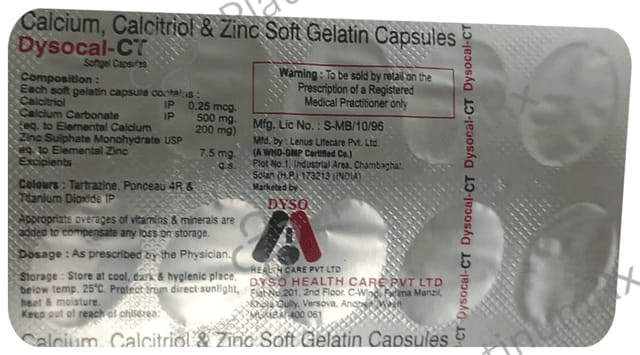 Calcium, Calcitriol & Zinc Soft Gelatin Capsules
Dysocal-CT
Softgel Capsules
Composition :
Each soft gelatin capsule contains :
Calcitriol IP 0.25 mcg.
Calcium Carbonate IP 500 mg.
(eq. to Elemental Calcium 200 mg)
Zinc Sulphate Monohydrate USP
eq. to Elemental Zinc 7.5 mg.
Excipients q.s.
Colours : Tartrazine, Ponceau 4R &
Titanium Dioxide IP
Appropriate overages of vitamins & minerals are
added to compensate any loss on storage.
Dosage : As prescribed by the Physician.
Storage : Store at cool, dark & hygienic place,
below temp. 25°C. Protect from direct sunlight,
heat & moisture.
Keep out of reach of children.
Warning : To be sold by retail on the
Prescription of a Registered
Medical Practitioner only
Mfg. Lic No. : S-MB/10/96
Mfg. by : Lenus Lifecare Pvt. Ltd.
(A WHO-GMP Certified Co.)
Plot No.1, Industrial Area, Chambaghat
Solan (H.P.) 173213 (INDIA)
Marketed by
DYSO
HEALTH CARE PVT LTD
DYSO HEALTH CARE PVT LTD
Flat No.201, 2nd Floor, C-Wing, Fatima Manzil,
Khoja Gully, Versova, Andheri, West
MUMBAI 400 061
Dysocal-CT
Dysocal-CT
Dysocal-CT
Dysocal-CT
-CT
Calcium, Calcitriol & Zinc Soft Gelatin Capsules